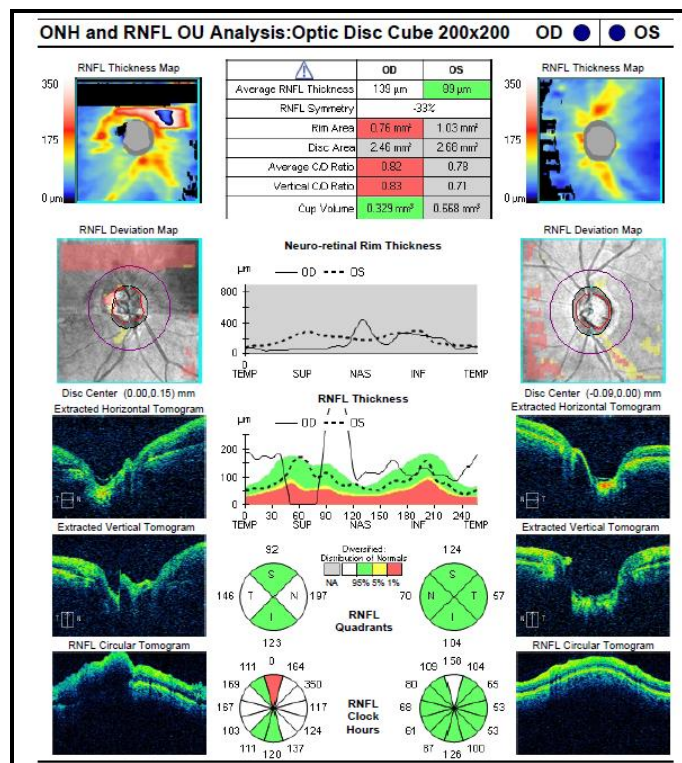 ONH and RNFL OU Analysis:Optic Disc Cube 200x200 OD OS
RNFL Thickness Map
350
175
0 µm
OD OS
Average RNFL Thickness 139 µm 89 µm
RNFL Symmetry -33%
Rim Area 0.76 mm² 1.03 mm²
Disc Area 2.46 mm² 2.68 mm²
Average C/D Ratio 0.82 0.78
Vertical C/D Ratio 0.83 0.71
Cup Volume 0.329 mm³ 0.668 mm³
RNFL Thickness Map
350
175
0 µm
RNFL Deviation Map
Disc Center (0.00,0.15) mm
Neuro-retinal Rim Thickness
µm OD OS
800
400
0
TEMP SUP NAS INF TEMP
RNFL Deviation Map
Disc Center (-0.09,0.00) mm
Extracted Horizontal Tomogram
T N
RNFL Thickness
µm OD OS
200
100
0
0 30 60 90 120 150 180 210 240
TEMP SUP NAS INF TEMP
Extracted Horizontal Tomogram
N T
Extracted Vertical Tomogram
Extracted Vertical Tomogram
92
146 S T N I 197
123
Diversified:
Distribution of Normals
NA 95% 5% 1%
RNFL
Quadrants
124
70 S N T I 57
104
RNFL Circular Tomogram
0
111 164
169 350
167 117
103 124
111 137
120
RNFL
Clock
Hours
158
109 104
80 65
68 53
61 53
87 100
126
RNFL Circular Tomogram